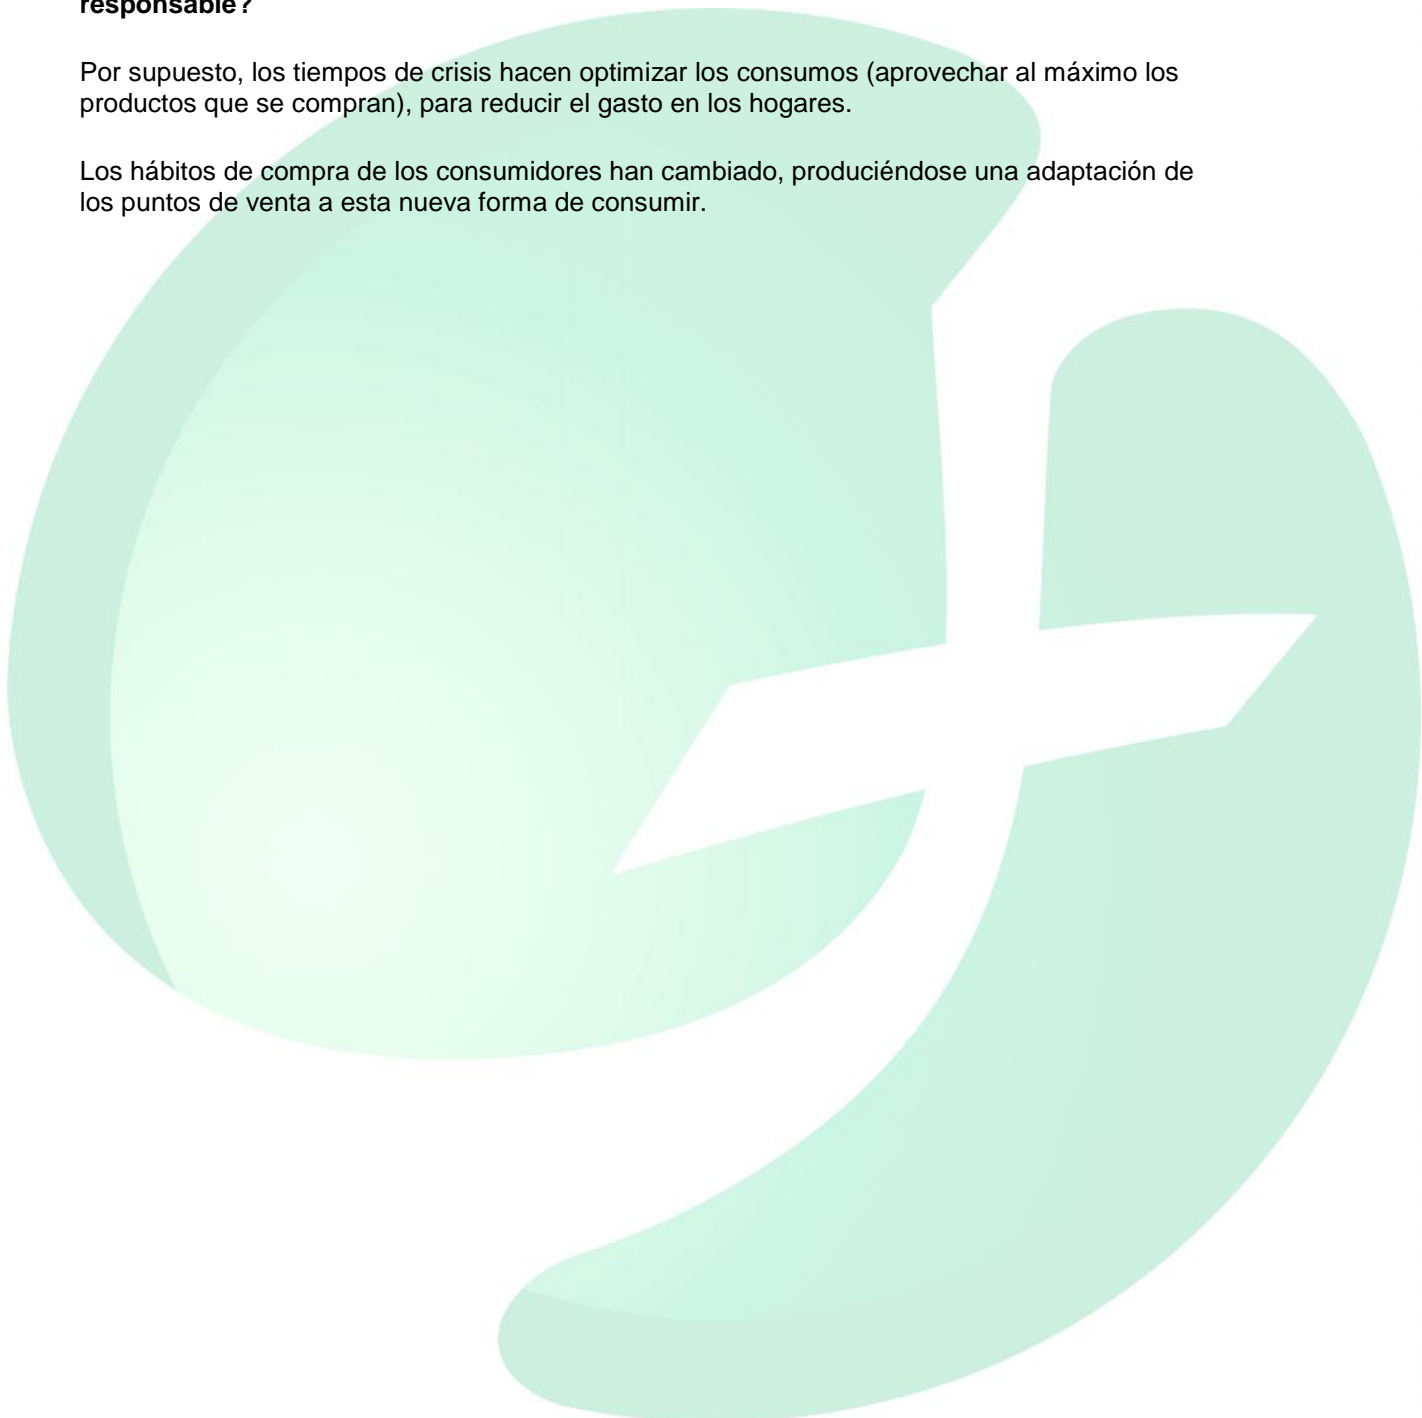 responsable?
Por supuesto, los tiempos de crisis hacen optimizar los consumos (aprovechar al máximo los
productos que se compran), para reducir el gasto en los hogares.
Los hábitos de compra de los consumidores han cambiado, produciéndose una adaptación de
los puntos de venta a esta nueva forma de consumir.